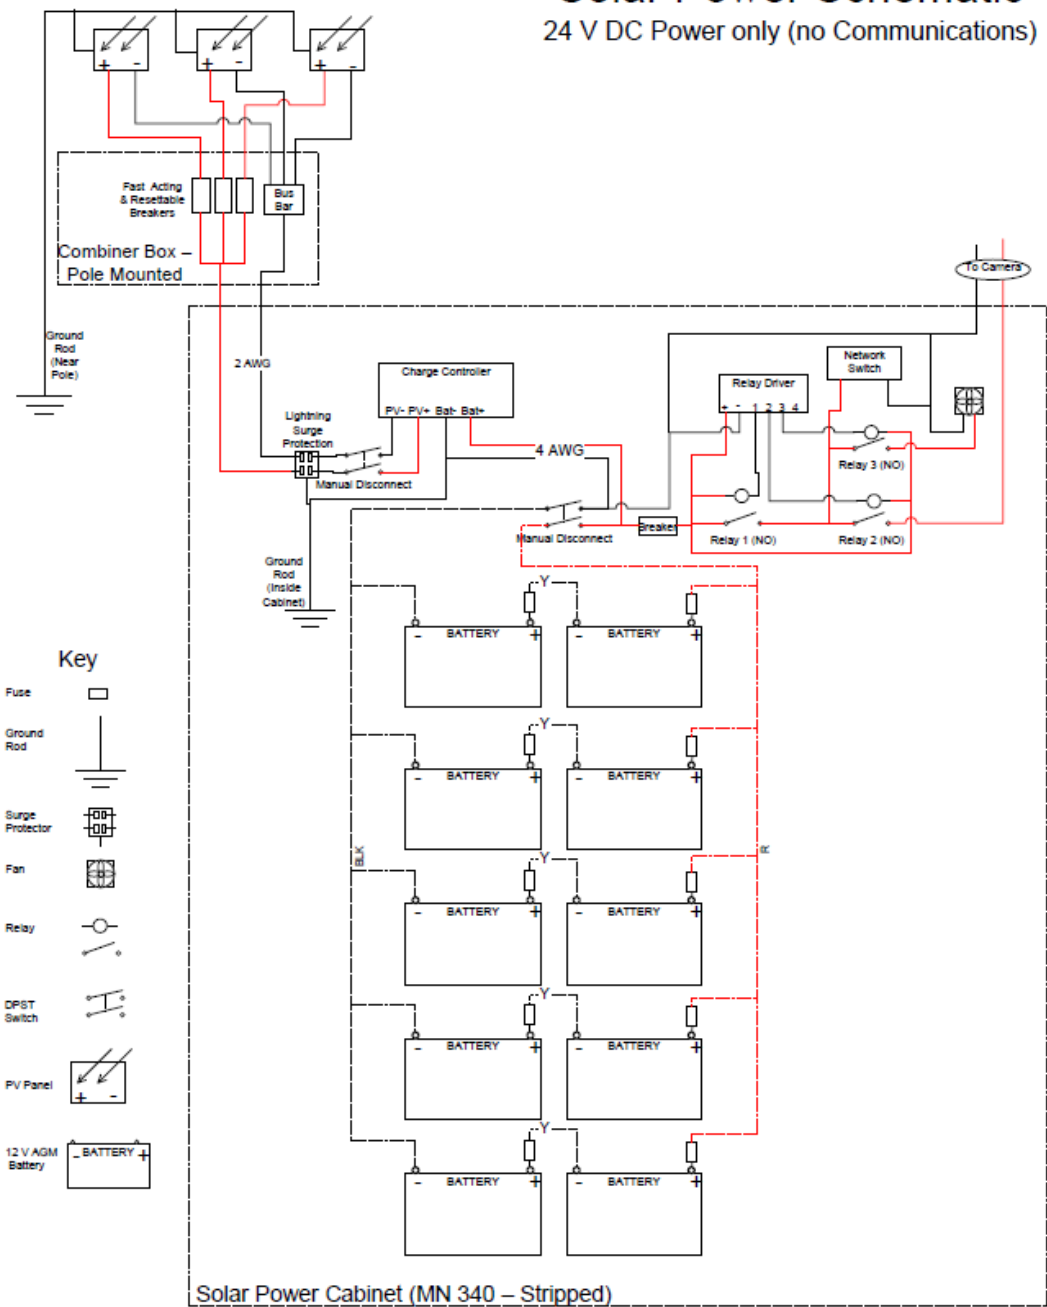 Solar Power Schematic
24 V DC Power only (no Communications)
+ -
+ -
+ -
Fast Acting
& Resettable
Breakers
Bus
Bar
Combiner Box –
Pole Mounted
To Camera
Ground
Rod
(Near
Pole)
2 AWG
Charge Controller
PV- PV+ Bat- Bat+
Network
Switch
Relay Driver
+ - 1 2 3 4
Lightning
Surge
Protection
Manual Disconnect
4 AWG
Relay 3 (NO)
Breaker
Manual Disconnect
Relay 1 (NO)
Relay 2 (NO)
Ground
Rod
(Inside
Cabinet)
Y
- BATTERY +
- BATTERY +
Y
- BATTERY +
- BATTERY +
BLK
R
Y
- BATTERY +
- BATTERY +
Y
- BATTERY +
- BATTERY +
Y
- BATTERY +
- BATTERY +
Key
Fuse
Ground
Rod
Surge
Protector
Fan
Relay
DPST
Switch
PV Panel
+ -
12 V AGM
Battery
- BATTERY +
Solar Power Cabinet (MN 340 – Stripped)